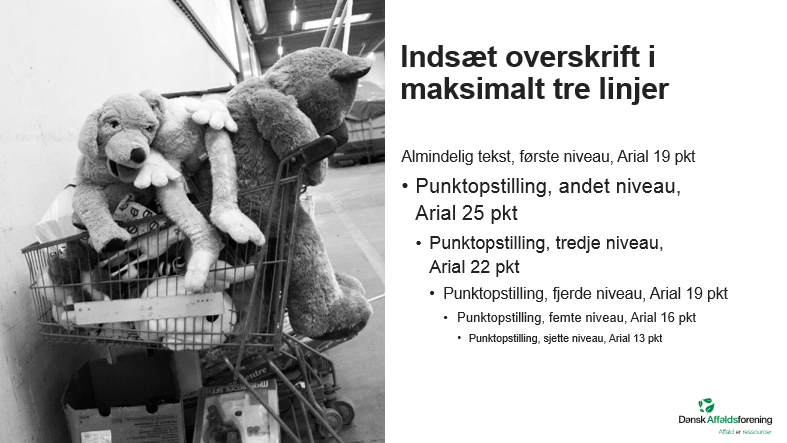 Indsæt overskrift i
maksimalt tre linjer
Almindelig tekst, første niveau, Arial 19 pkt
• Punktopstilling, andet niveau,
Arial 25 pkt
• Punktopstilling, tredje niveau,
Arial 22 pkt
• Punktopstilling, fjerde niveau, Arial 19 pkt
• Punktopstilling, femte niveau, Arial 16 pkt
• Punktopstilling, sjette niveau, Arial 13 pkt
Dansk Affaldsforening
Affald er ressourcer